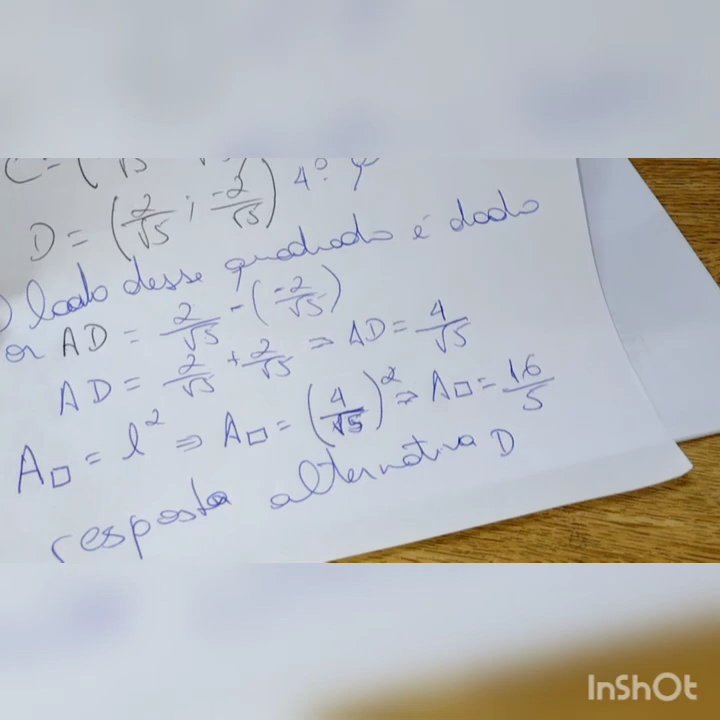 D = (2/√5 ; -2/√5) 4º
lado desse quadrado é dado
or AD = 2/√5 - (-2/√5)
AD = 2/√5 + 2/√5 ⇒ AD = 4/√5
A□ = l² ⇒ A□ = (4/√5)² ⇒ A□ = 16/5
resposta alternativa D
InShOt